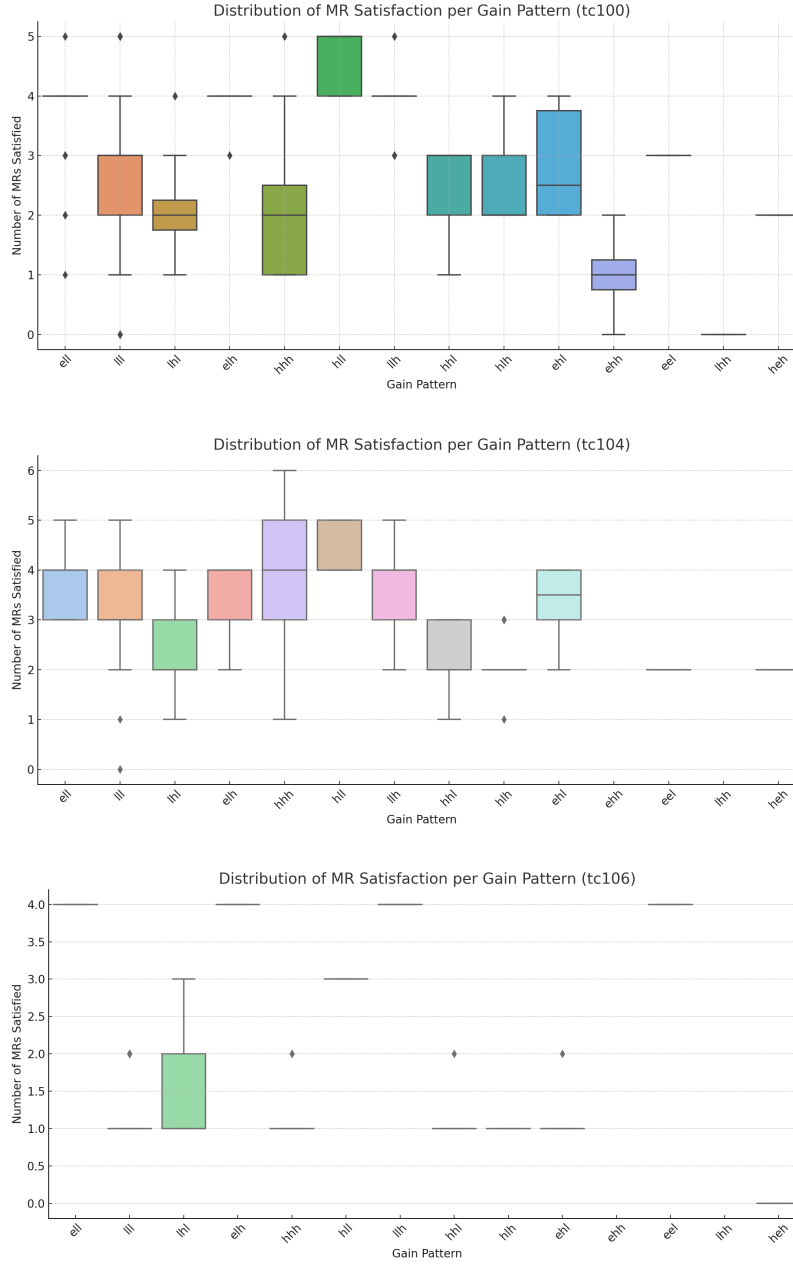 Distribution of MR Satisfaction per Gain Pattern (tc100)
Number of MRs Satisfied
5
4
3
2
1
0
ell
lll
lhl
elh
hhh
hll
llh
hhl
hlh
ehl
ehh
eel
lhh
heh
Gain Pattern
Distribution of MR Satisfaction per Gain Pattern (tc104)
Number of MRs Satisfied
6
5
4
3
2
1
0
ell
lll
lhl
elh
hhh
hll
llh
hhl
hlh
ehl
ehh
eel
lhh
heh
Gain Pattern
Distribution of MR Satisfaction per Gain Pattern (tc106)
Number of MRs Satisfied
4.0
3.5
3.0
2.5
2.0
1.5
1.0
0.5
0.0
ell
lll
lhl
elh
hhh
hll
llh
hhl
hlh
ehl
ehh
eel
lhh
heh
Gain Pattern